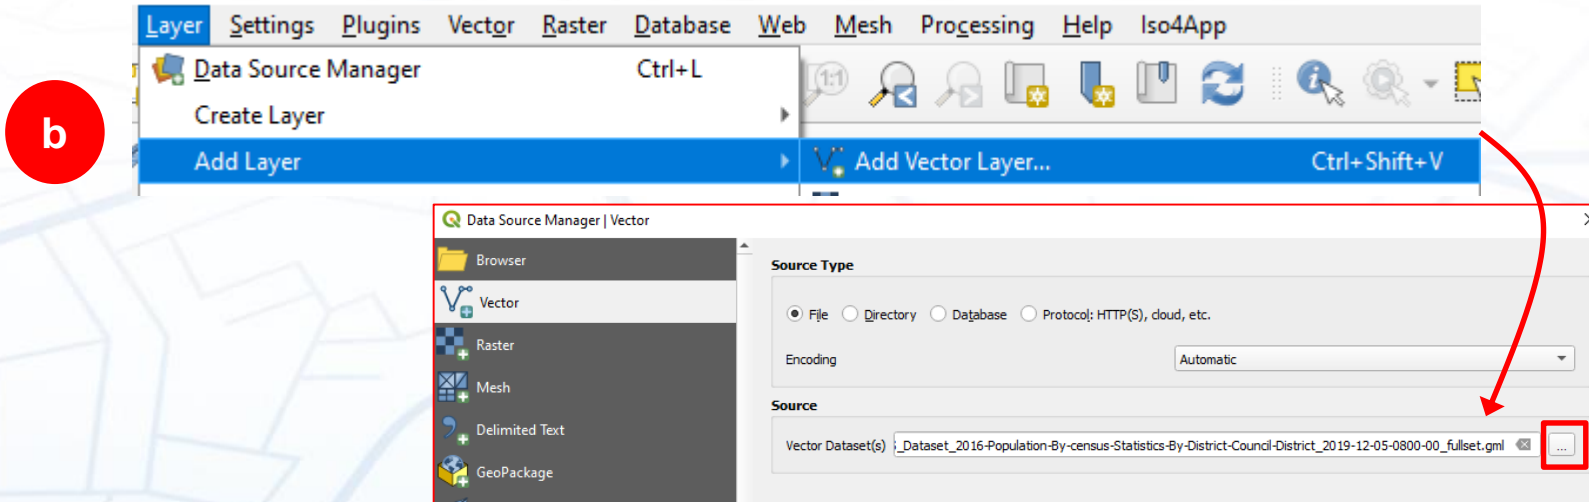 Layer Settings Plugins Vector Raster Database Web Mesh Processing Help Iso4App
Data Source Manager Ctrl+L
1:1
Create Layer
b
Add Layer
Add Vector Layer... Ctrl+Shift+V
Data Source Manager | Vector
Browser
Source Type
Vector
File Directory Database Protocol: HTTP(S), cloud, etc.
Raster
Encoding Automatic
Mesh
Source
Delimited Text
Vector Dataset(s) _Dataset_2016-Population-By-census-Statistics-By-District-Council-District_2019-12-05-0800-00_fullset.gml ...
GeoPackage